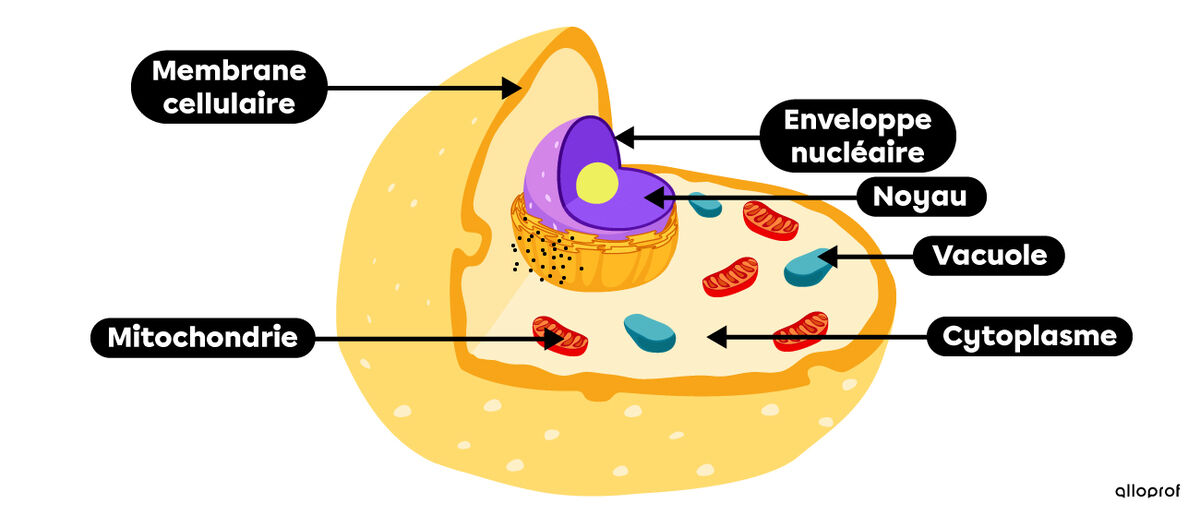 Membrane
cellulaire
Enveloppe
nucléaire
Noyau
Vacuole
Mitochondrie
Cytoplasme
alloprof